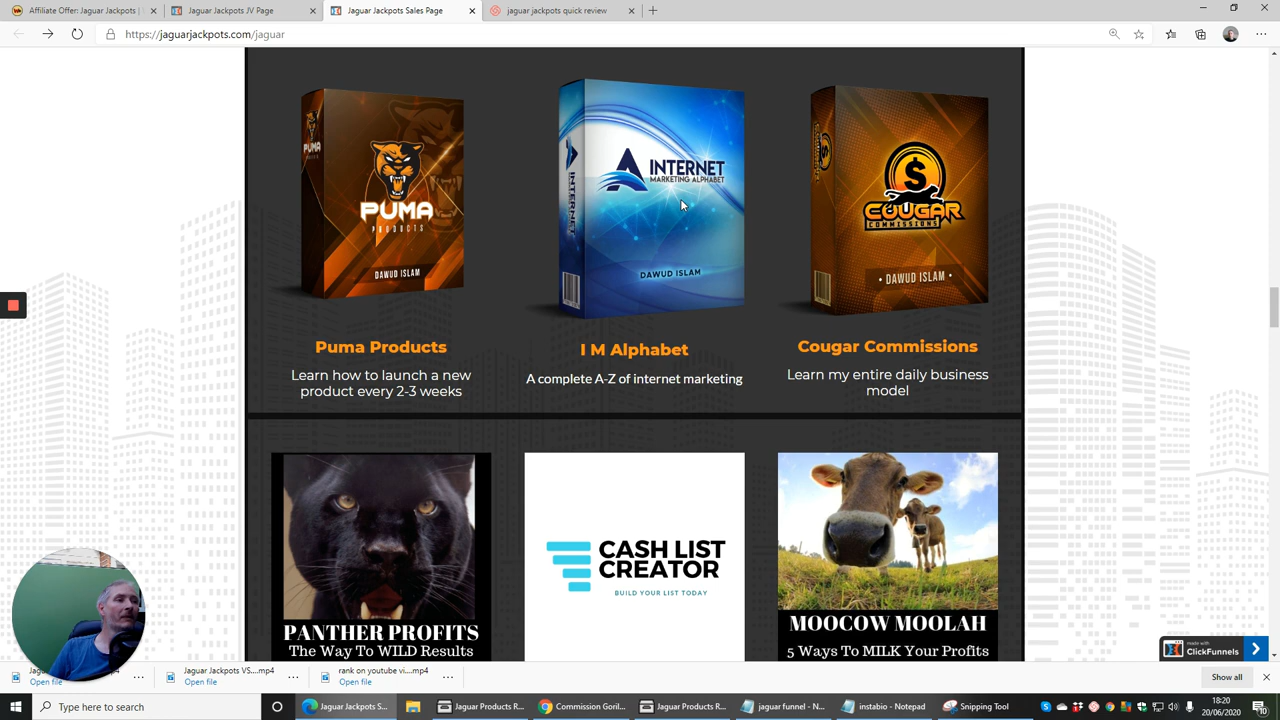 Affiliate Offer: Jaguar Jackpots |
Jaguar Jackpots JV Page
Jaguar Jackpots Sales Page
jaguar jackpots quick review
https://jaguarjackpots.com/jaguar
PUMA
PUMA
PRODUCTS
DAWUD ISLAM
INTERNET
INTERNET
MARKETING ALPHABET
DAWUD ISLAM
COUGAR
COMMISSIONS
• DAWUD ISLAM •
Puma Products
I M Alphabet
Cougar Commissions
Learn how to launch a new
product every 2-3 weeks
A complete A-Z of internet marketing
Learn my entire daily business
model
PANTHER PROFITS
The Way To WILD Results
CASH LIST
CREATOR
BUILD YOUR LIST TODAY
MOOCOW MOOLAH
5 Ways To MILK Your Profits
made with
ClickFunnels
Open file
Jaguar Jackpots VS....mp4
Open file
rank on youtube vi....mp4
Open file
Show all
Type here to search
Jaguar Jackpots S...
Jaguar Products R...
Commission Goril...
Jaguar Products R...
jaguar funnel - N...
instabio - Notepad
Snipping Tool
18:20
20/06/2020